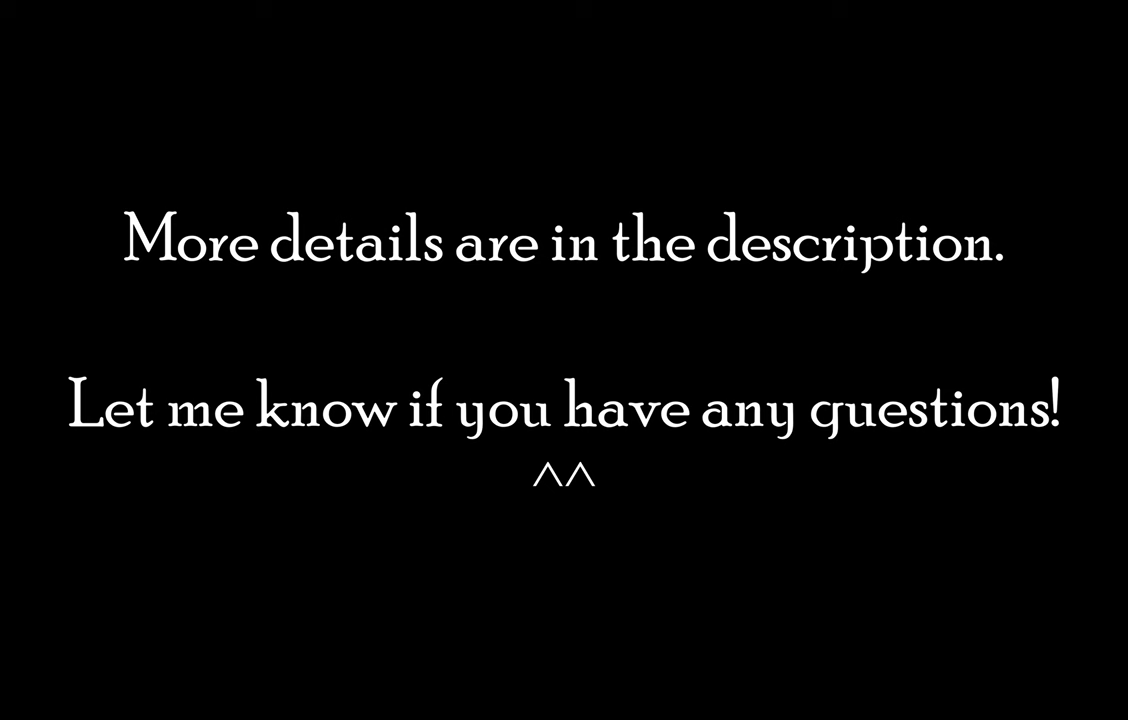 More details are in the description.
Let me know if you have any questions!
^^